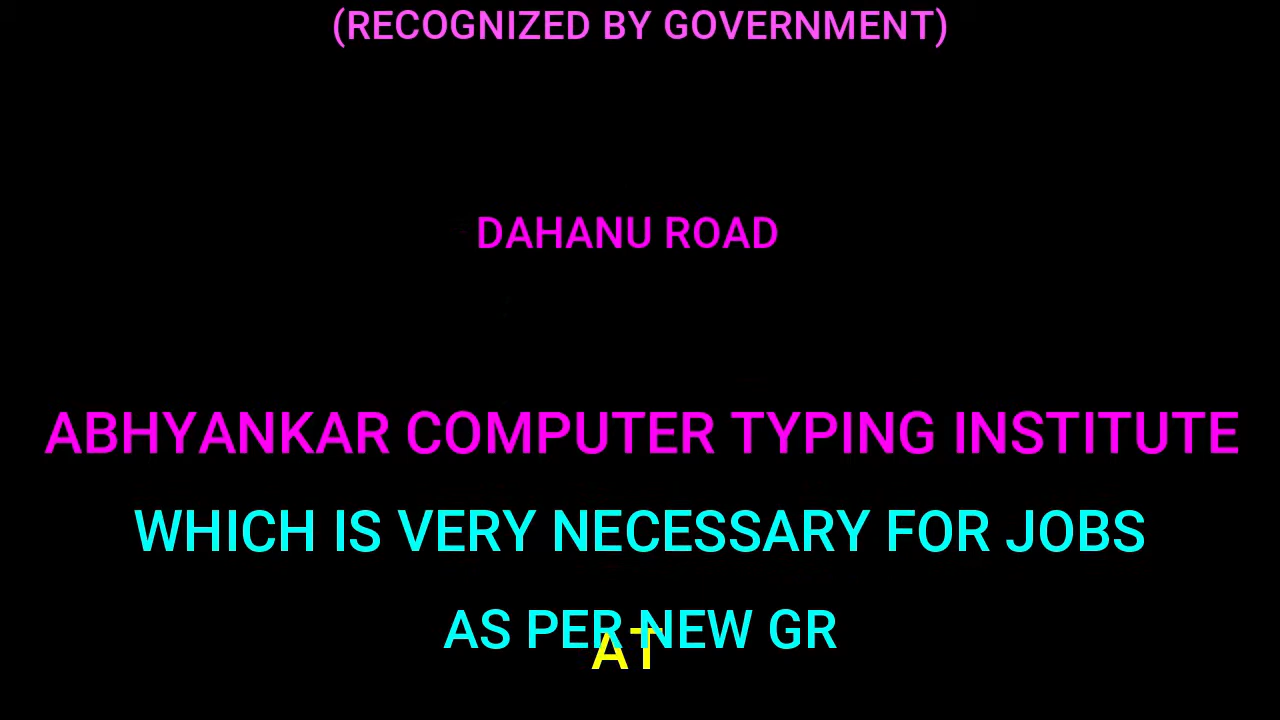 (RECOGNIZED BY GOVERNMENT)
DAHANU ROAD
ABHYANKAR COMPUTER TYPING INSTITUTE
WHICH IS VERY NECESSARY FOR JOBS
AS PER NEW GR
AT